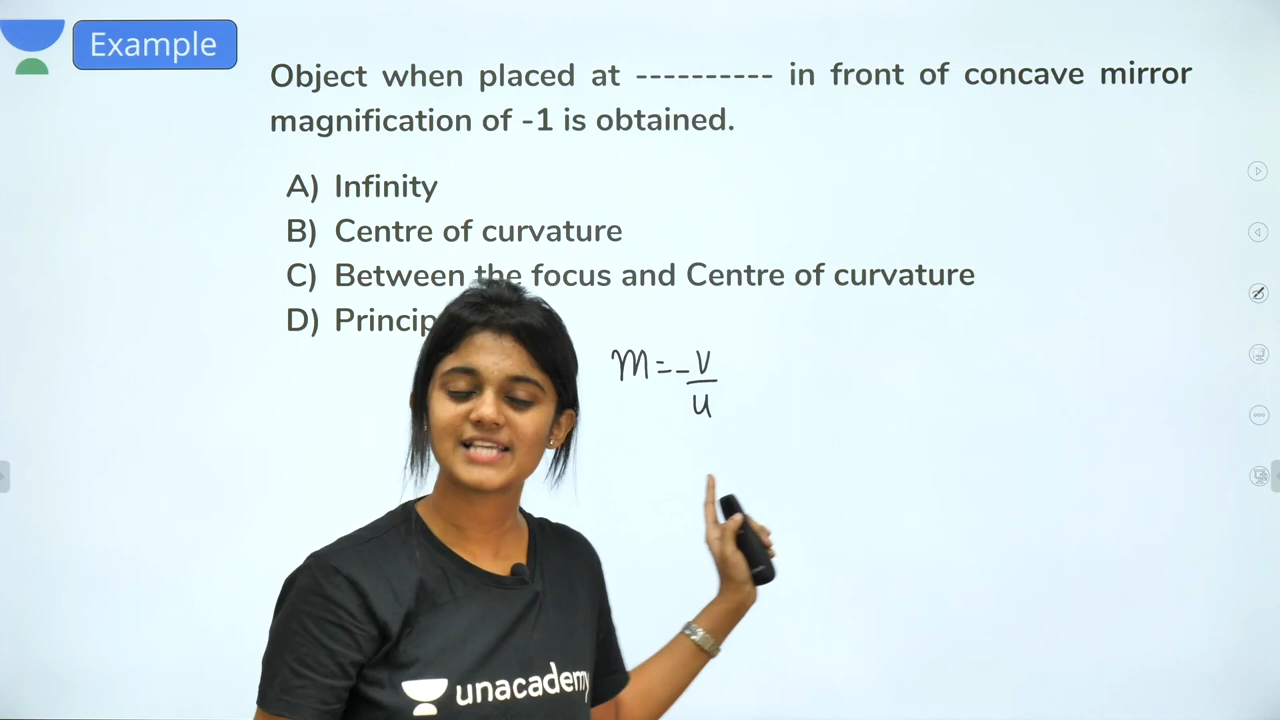 Example
Object when placed at ---------- in front of concave mirror
magnification of -1 is obtained.
A) Infinity
B) Centre of curvature
C) Between the focus and Centre of curvature
D)
m = -v
u
unacademy